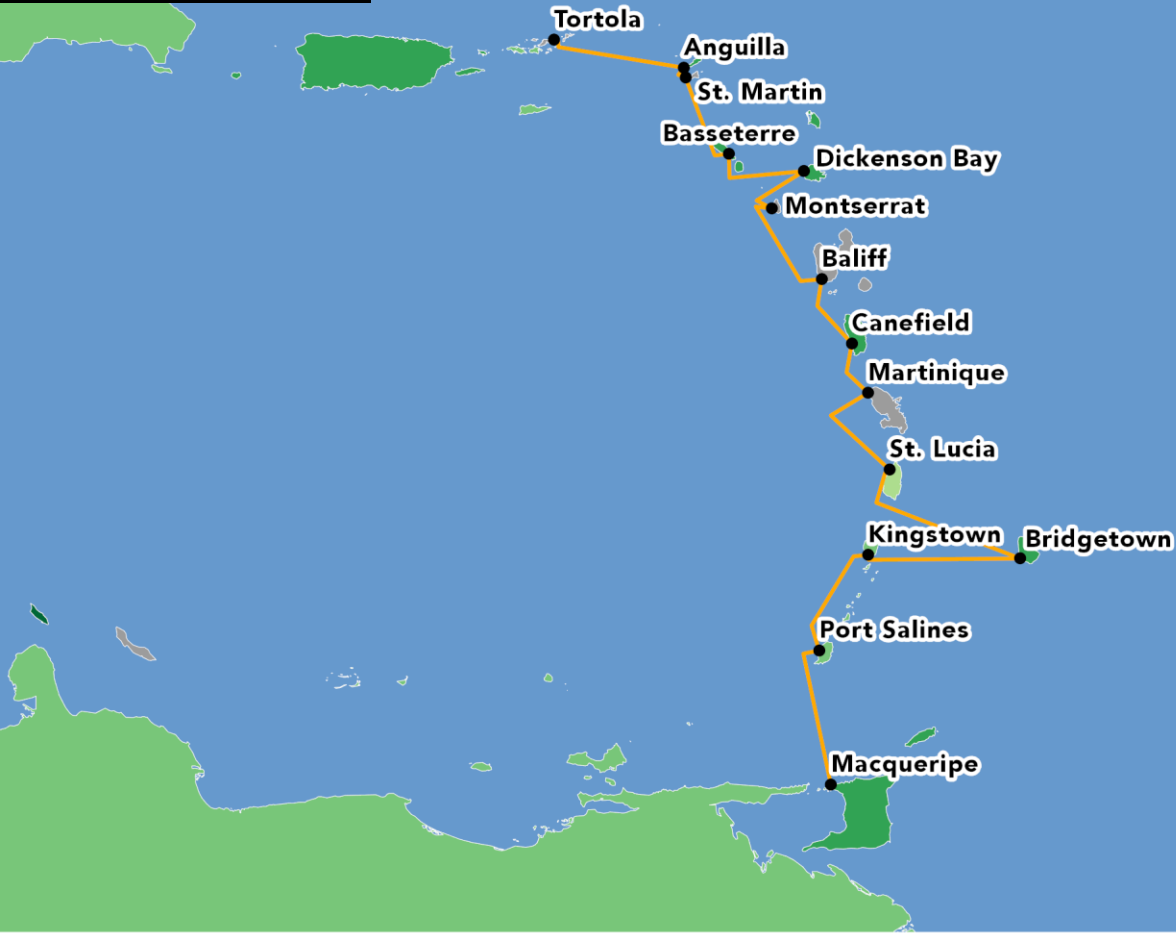 Tortola
Anguilla
St. Martin
Basseterre
Dickenson Bay
Montserrat
Baliff
Canefield
Martinique
St. Lucia
Kingstown
Bridgetown
Port Salines
Macqueripe